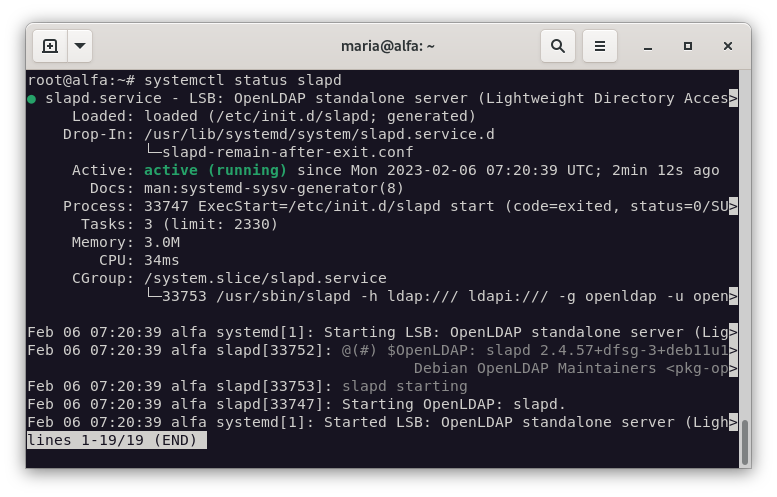 maria@alfa: ~
root@alfa:~# systemctl status slapd
● slapd.service - LSB: OpenLDAP standalone server (Lightweight Directory Acces>
     Loaded: loaded (/etc/init.d/slapd; generated)
    Drop-In: /usr/lib/systemd/system/slapd.service.d
             └─slapd-remain-after-exit.conf
     Active: active (running) since Mon 2023-02-06 07:20:39 UTC; 2min 12s ago
       Docs: man:systemd-sysv-generator(8)
    Process: 33747 ExecStart=/etc/init.d/slapd start (code=exited, status=0/SU>
      Tasks: 3 (limit: 2330)
     Memory: 3.0M
        CPU: 34ms
     CGroup: /system.slice/slapd.service
             └─33753 /usr/sbin/slapd -h ldap:/// ldapi:/// -g openldap -u open>

Feb 06 07:20:39 alfa systemd[1]: Starting LSB: OpenLDAP standalone server (Lig>
Feb 06 07:20:39 alfa slapd[33752]: @(#) $OpenLDAP: slapd 2.4.57+dfsg-3+deb11u1>
                                           Debian OpenLDAP Maintainers <pkg-op>
Feb 06 07:20:39 alfa slapd[33753]: slapd starting
Feb 06 07:20:39 alfa slapd[33747]: Starting OpenLDAP: slapd.
Feb 06 07:20:39 alfa systemd[1]: Started LSB: OpenLDAP standalone server (Ligh>
lines 1-19/19 (END)